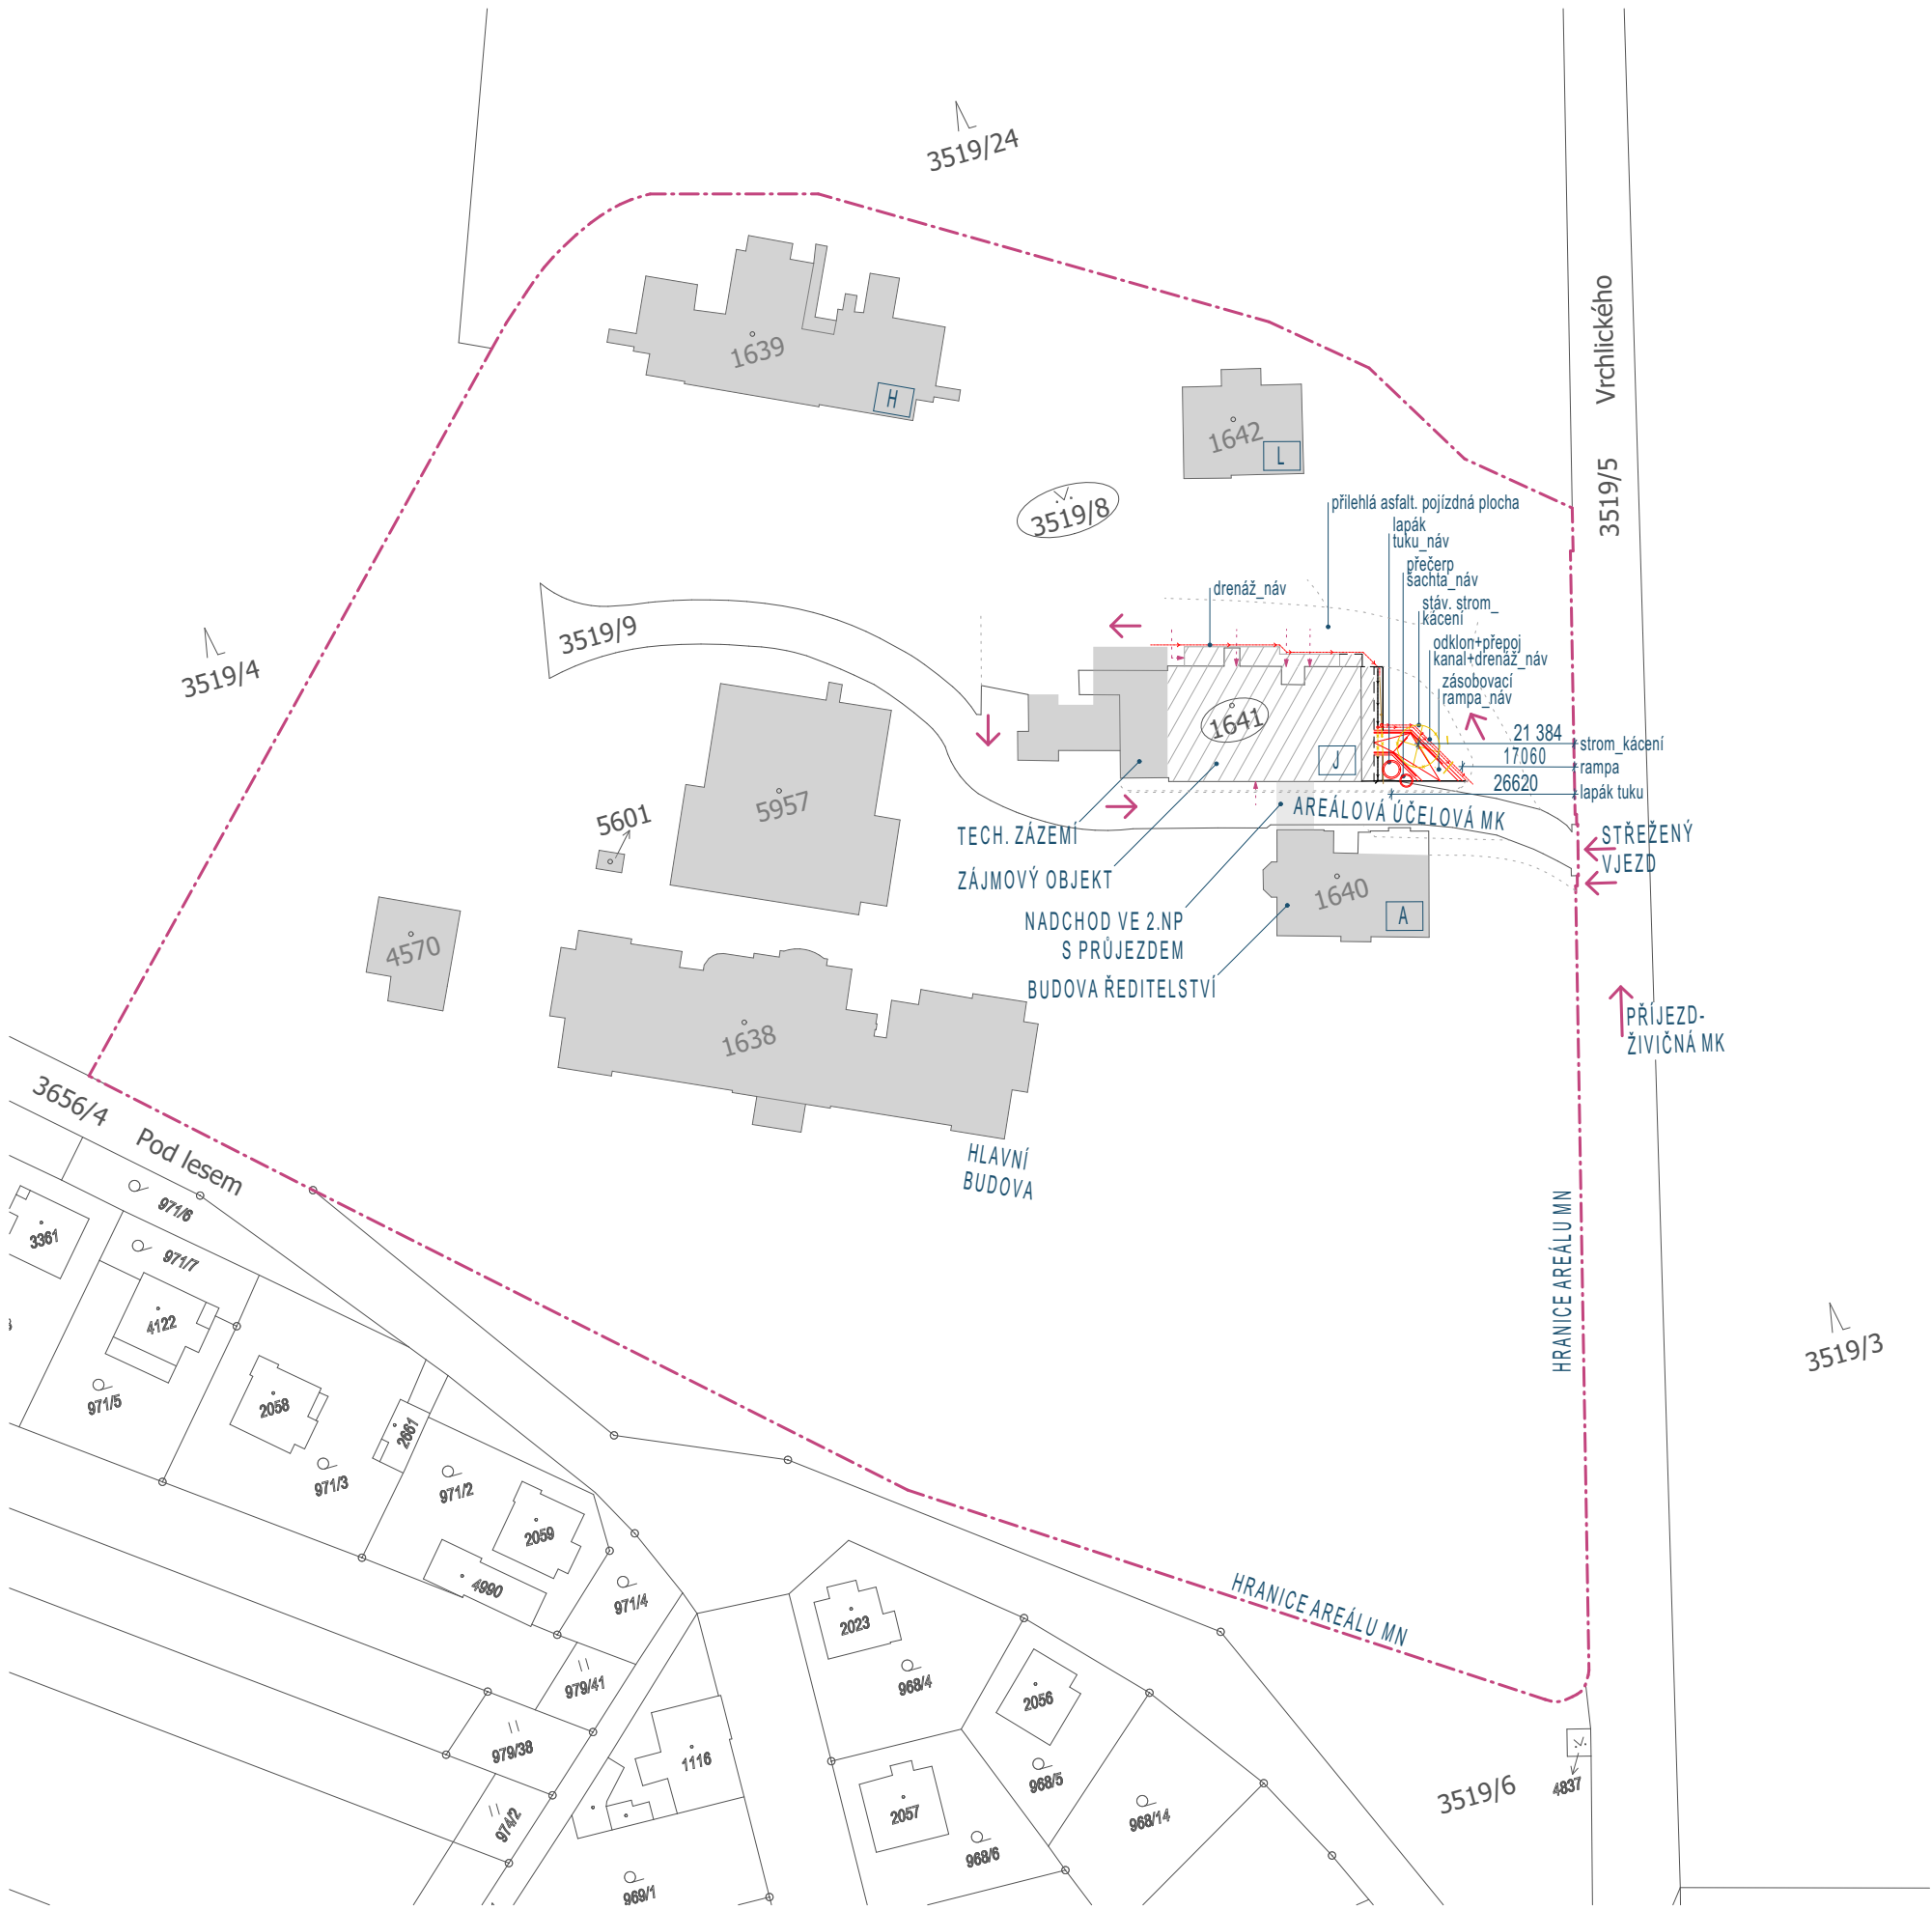 3519/24
Vrchlického
3519/5
1639
H
1642
L
3519/8
přilehlá asfalt. pojízdná plocha
lapák
tuku_náv
přečerp
šachta_náv
drenáž_náv
stáv. strom_
kácení
odklon+přepoj
kanal+drenáž_náv
zásobovací
rampa_náv
3519/9
3519/4
1641
J
21 384
strom_kácení
17060
rampa
26620
lapák tuku
AREÁLOVÁ ÚČELOVÁ MK
5957
5601
TECH. ZÁZEMÍ
STŘEŽENÝ
VJEZD
ZÁJMOVÝ OBJEKT
1640
A
NADCHOD VE 2.NP
S PRŮJEZDEM
BUDOVA ŘEDITELSTVÍ
4570
1638
PŘÍJEZD-
ŽIVIČNÁ MK
3656/4
Pod lesem
HLAVNÍ
BUDOVA
HRANICE AREÁLU MN
971/6
3361
971/7
4122
3519/3
971/5
2058
2661
971/3
971/2
2059
4990
971/4
HRANICE AREÁLU MN
2023
979/41
968/4
2056
979/38
1116
968/5
3519/6
4837
974/2
2057
968/14
968/6
969/1